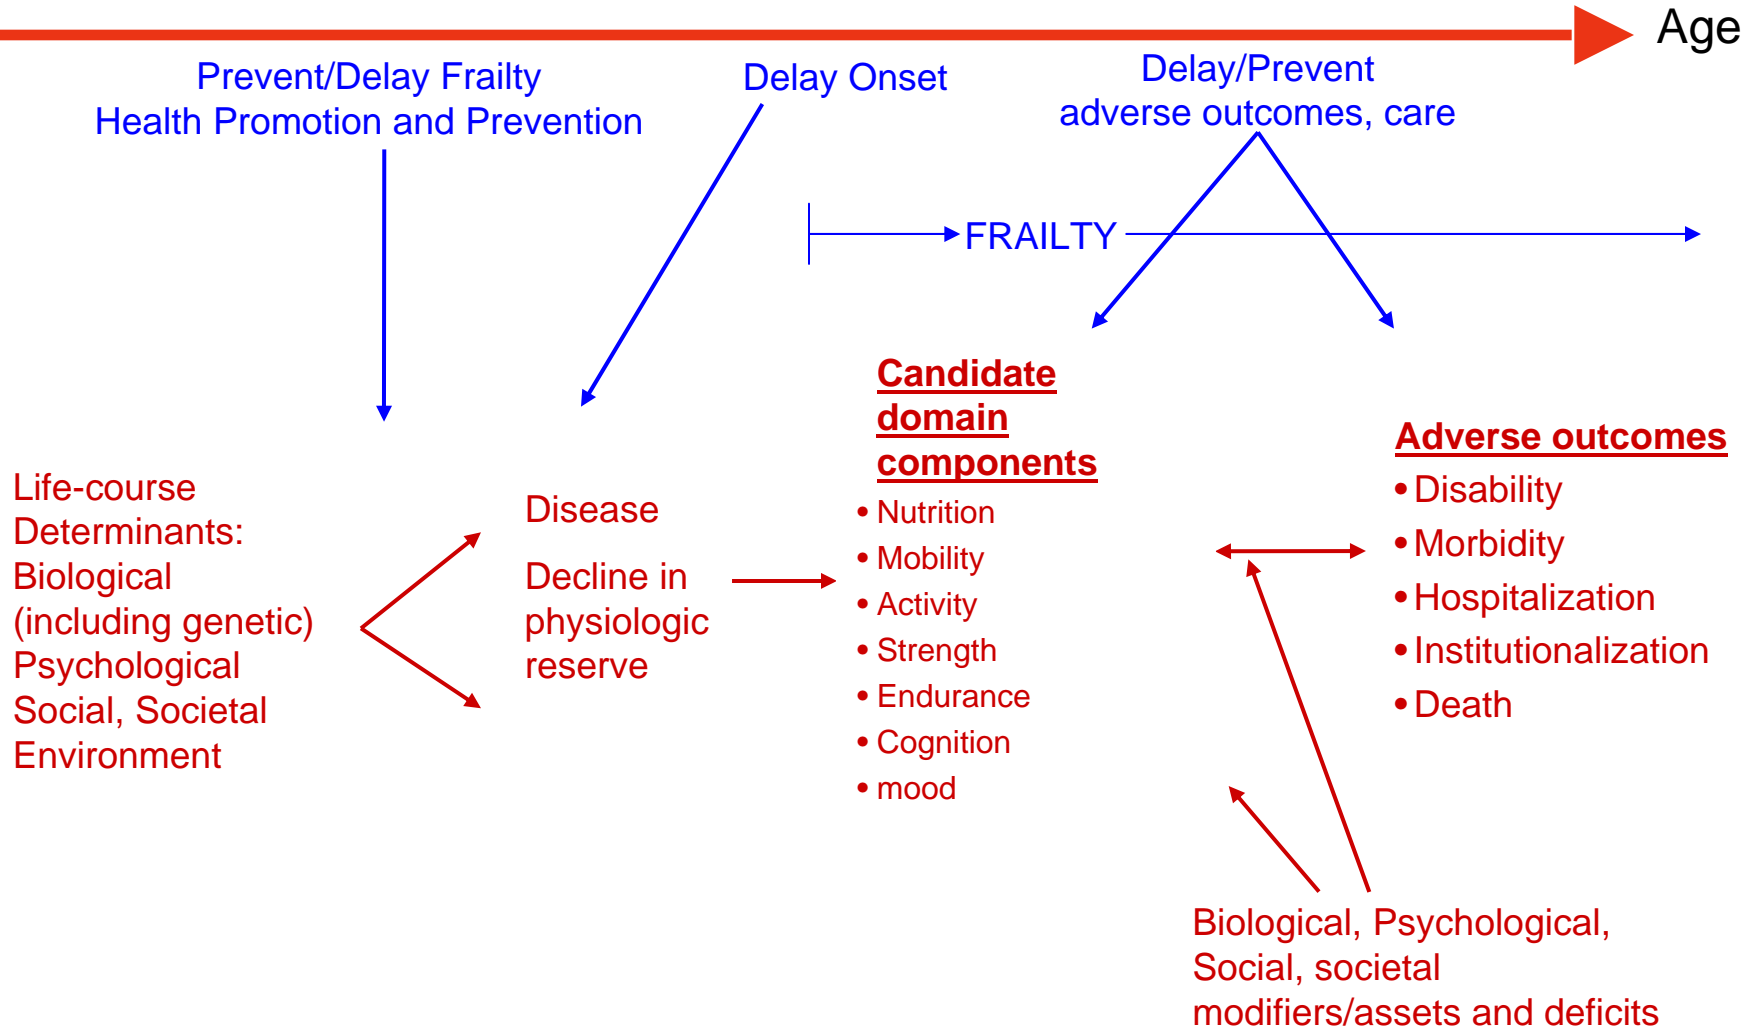 Age
Prevent/Delay Frailty
Health Promotion and Prevention
Delay Onset
Delay/Prevent
adverse outcomes, care
FRAILTY
Life-course
Determinants:
Biological
(including genetic)
Psychological
Social, Societal
Environment
Disease
Decline in
physiologic
reserve
Candidate
domain
components
• Nutrition
• Mobility
• Activity
• Strength
• Endurance
• Cognition
• mood
Adverse outcomes
• Disability
• Morbidity
• Hospitalization
• Institutionalization
• Death
Biological, Psychological,
Social, societal
modifiers/assets and deficits